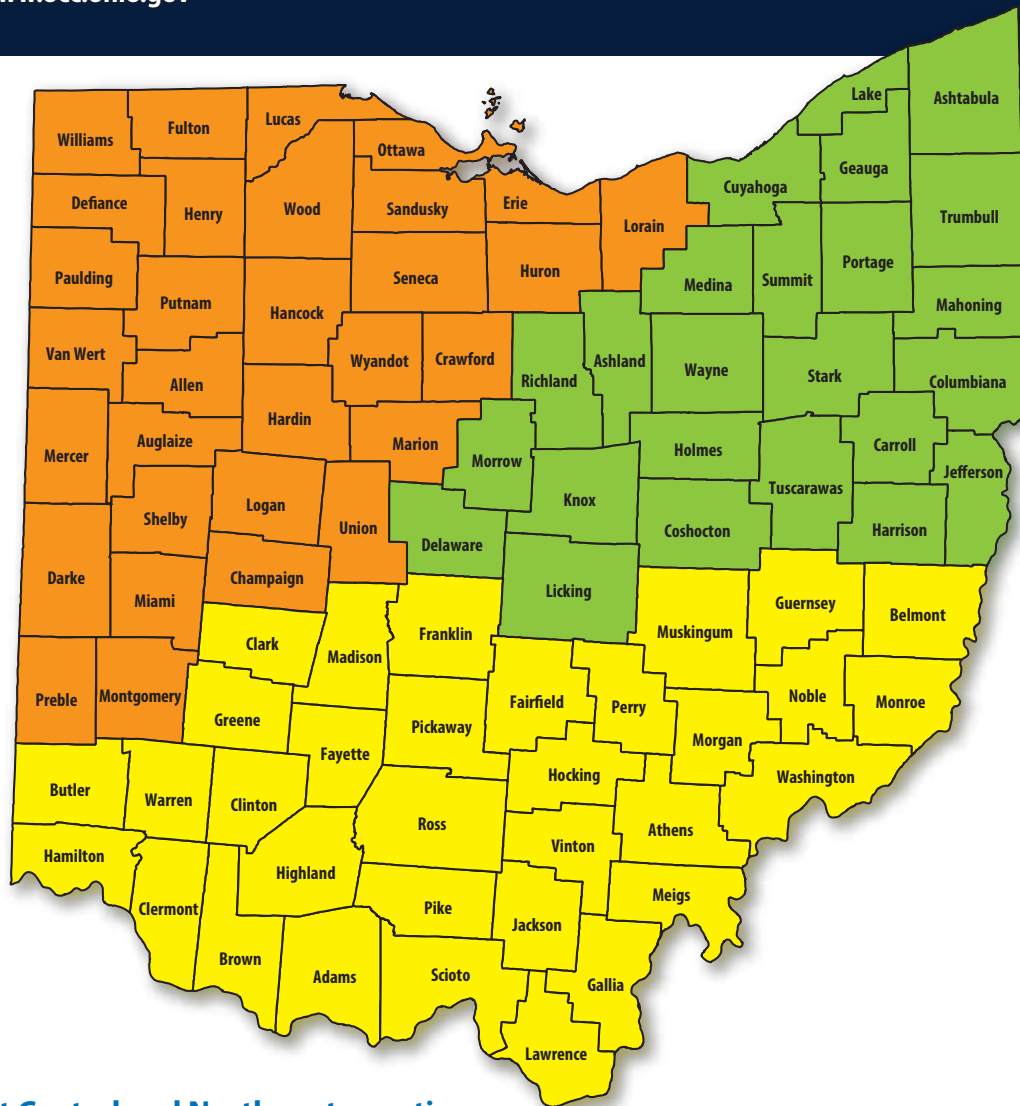 Lake
Ashtabula
Lucas
Fulton
Williams
Ottawa
Geauga
Cuyahoga
Defiance
Henry
Wood
Sandusky
Erie
Lorain
Trumbull
Portage
Paulding
Seneca
Huron
Medina
Summit
Putnam
Hancock
Mahoning
Van Wert
Wyandot
Crawford
Ashland
Richland
Wayne
Stark
Columbiana
Allen
Hardin
Auglaize
Marion
Mercer
Morrow
Holmes
Carroll
Jefferson
Tuscarawas
Logan
Knox
Shelby
Union
Coshocton
Harrison
Delaware
Darke
Champaign
Miami
Licking
Guernsey
Belmont
Franklin
Muskingum
Clark
Madison
Preble
Montgomery
Noble
Monroe
Fairfield
Perry
Greene
Pickaway
Morgan
Fayette
Hocking
Washington
Butler
Warren
Clinton
Ross
Athens
Vinton
Hamilton
Highland
Meigs
Clermont
Pike
Jackson
Brown
Adams
Scioto
Gallia
Lawrence